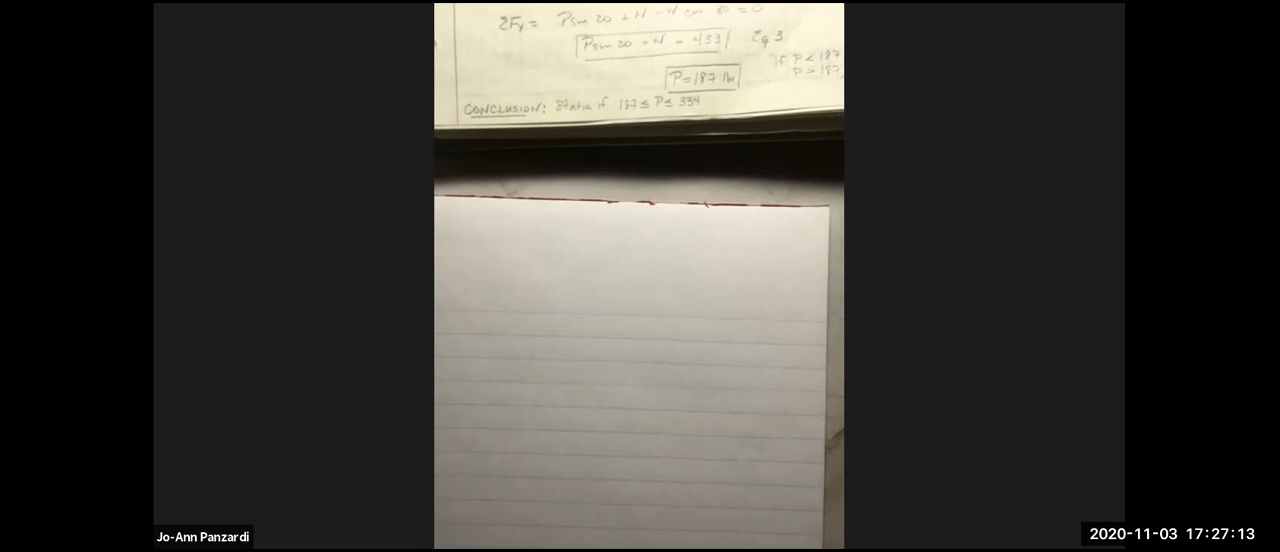 ΣFy = Psin 20 + N - W cos 30 = 0
Psin 20 + N - 433 Eq 3
If P < 187
P = 187 lb P > 187
CONCLUSION: Static if 187 ≤ P ≤ 334
Jo-Ann Panzardi
2020-11-03 17:27:13